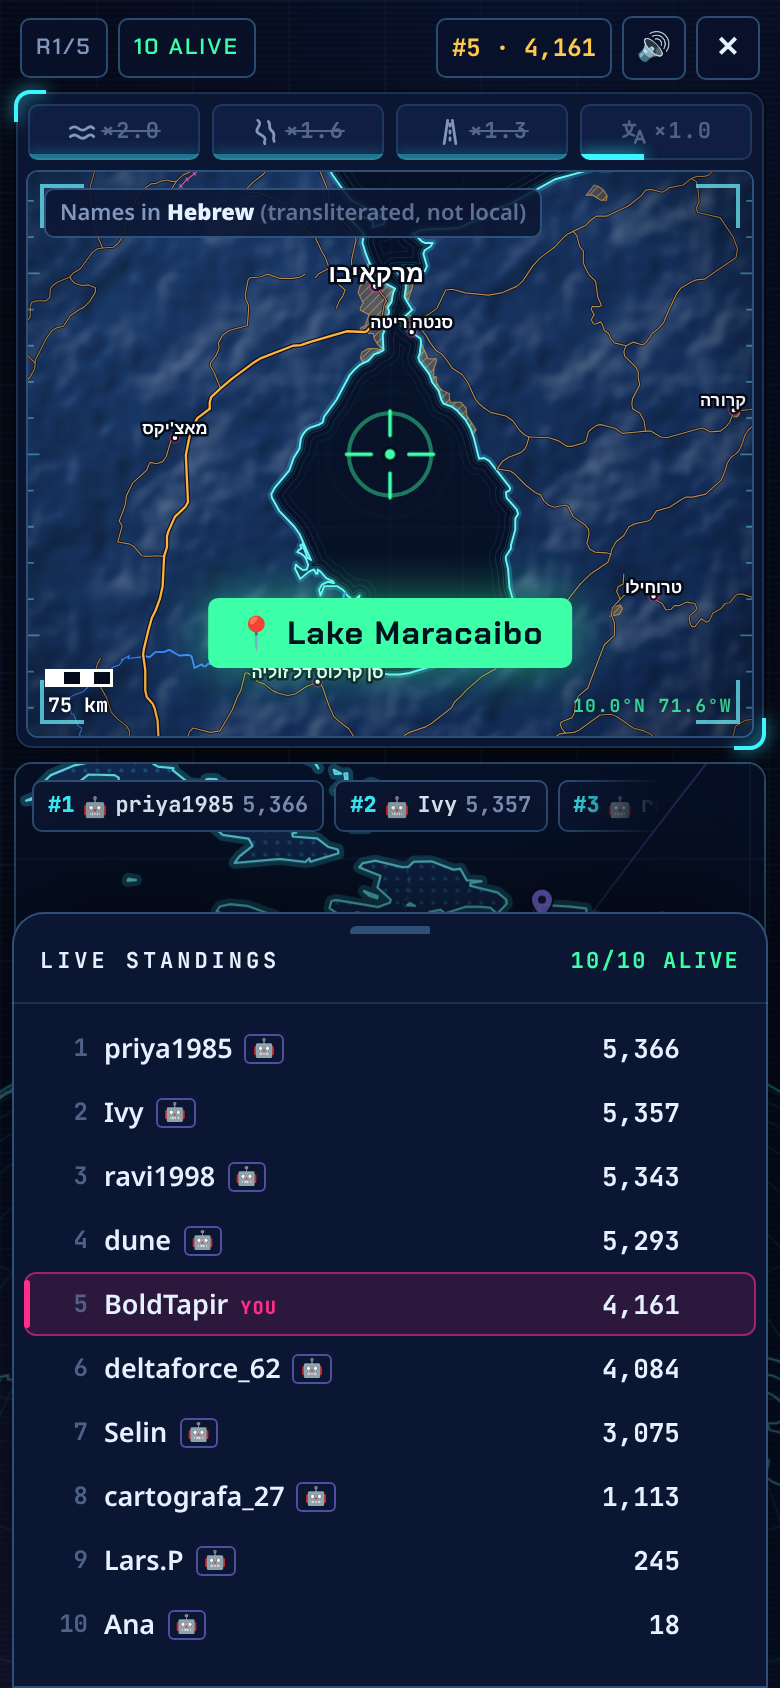 R1/5
10 ALIVE
#5 · 4,161
×2.0
×1.6
×1.3
×1.0
Names in Hebrew (transliterated, not local)
מרקאיבו
סנטה ריטה
קרורה
מאצ'יקס
טרוחילו
📍 Lake Maracaibo
סן קרלוס דל זוליה
75 km
10.0°N 71.6°W
#1 🤖 priya1985 5,366
#2 🤖 Ivy 5,357
#3 🤖
LIVE STANDINGS
10/10 ALIVE
1 priya1985 🤖 5,366
2 Ivy 🤖 5,357
3 ravi1998 🤖 5,343
4 dune 🤖 5,293
5 BoldTapir YOU 4,161
6 deltaforce_62 🤖 4,084
7 Selin 🤖 3,075
8 cartografa_27 🤖 1,113
9 Lars.P 🤖 245
10 Ana 🤖 18